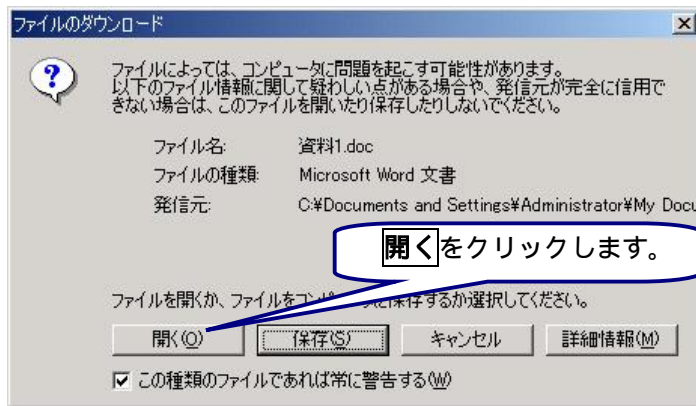 ファイルのダウンロード
ファイルによっては、コンピュータに問題を起こす可能性があります。
以下のファイル情報に関して疑わしい点がある場合や、発信元が完全に信用で
きない場合は、このファイルを開いたり保存したりしないでください。
ファイル名: 資料1.doc
ファイルの種類: Microsoft Word 文書
発信元: C:¥Documents and Settings¥Administrator¥My Docu
開くをクリックします。
ファイルを開くか、ファイルをコンピュータに保存するか選択してください。
開く(O) 保存(S) キャンセル 詳細情報(M)
この種類のファイルであれば常に警告する(W)